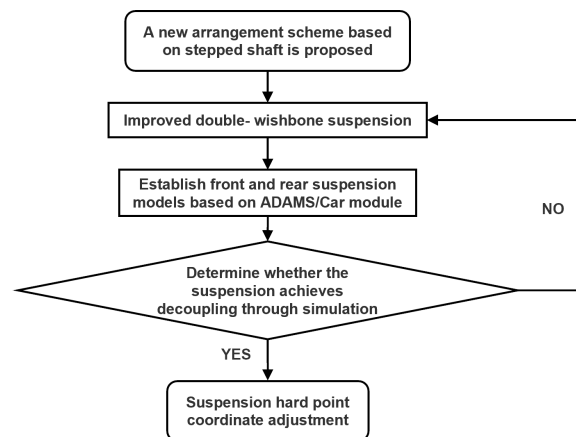 A new arrangement scheme based
on stepped shaft is proposed
Improved double- wishbone suspension
Establish front and rear suspension
models based on ADAMS/Car module
NO
Determine whether the
suspension achieves
decoupling through simulation
YES
Suspension hard point
coordinate adjustment